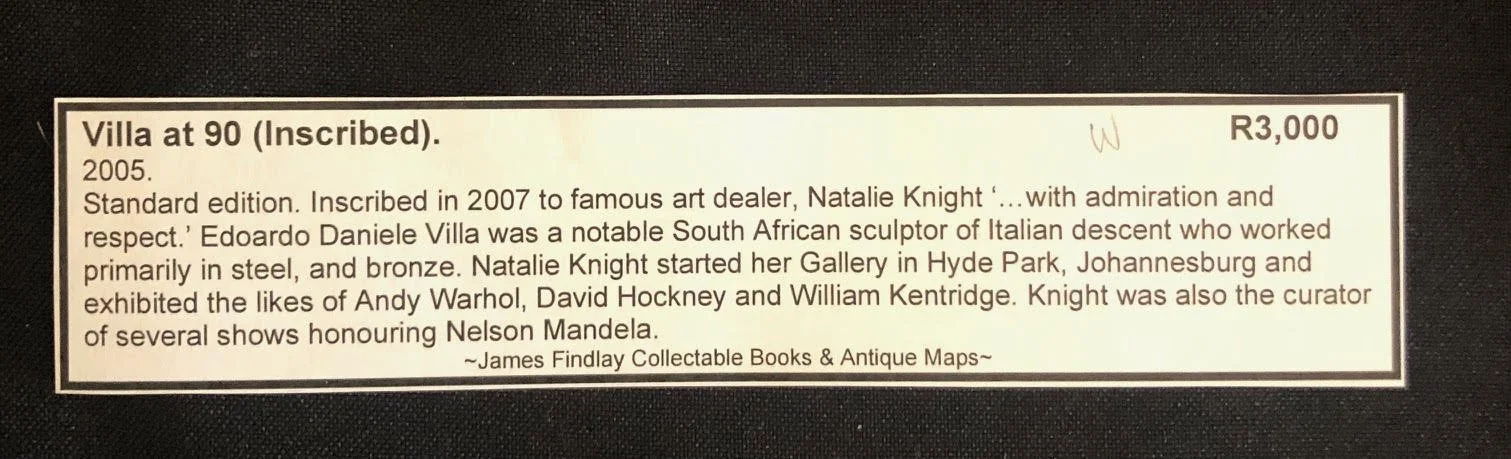 Villa at 90 (Inscribed). W R3,000
2005.
Standard edition. Inscribed in 2007 to famous art dealer, Natalie Knight ‘...with admiration and
respect.’ Edoardo Daniele Villa was a notable South African sculptor of Italian descent who worked
primarily in steel, and bronze. Natalie Knight started her Gallery in Hyde Park, Johannesburg and
exhibited the likes of Andy Warhol, David Hockney and William Kentridge. Knight was also the curator
of several shows honouring Nelson Mandela.
~James Findlay Collectable Books & Antique Maps~